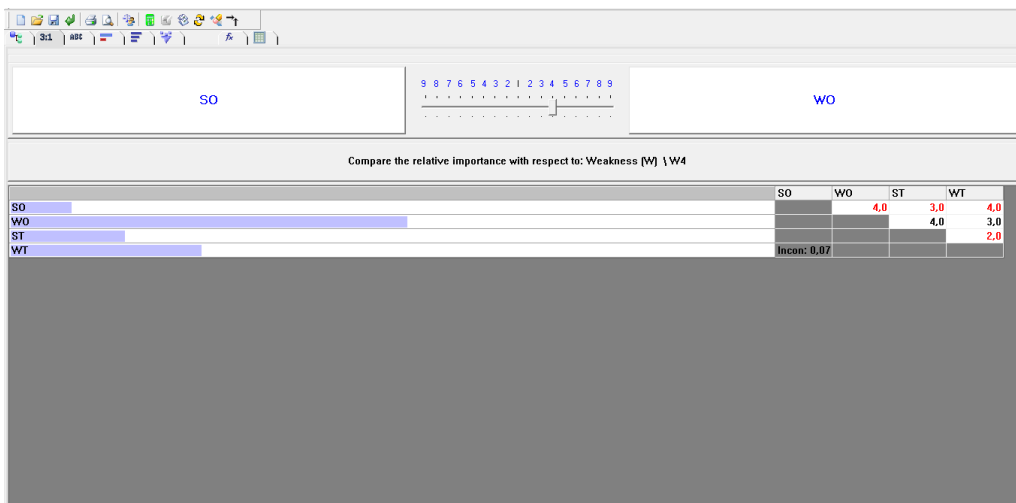 3:1 ABC fx
9 8 7 6 5 4 3 2 1 2 3 4 5 6 7 8 9
SO WO
Compare the relative importance with respect to: Weakness (W) \ W4
SO WO ST WT
SO 4,0 3,0 4,0
WO 4,0 3,0
ST 2,0
WT Incon: 0,07